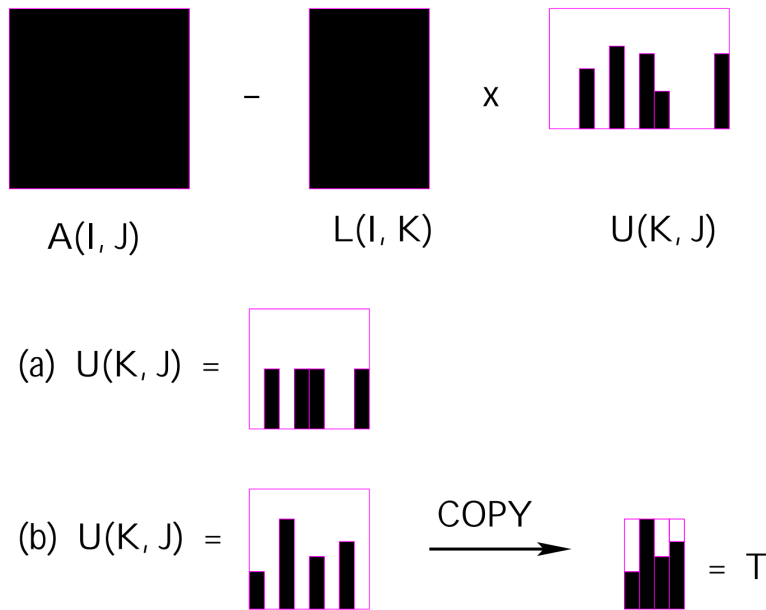 – x
A(I, J) L(I, K) U(K, J)
(a) U(K, J) =
COPY
(b) U(K, J) = = T